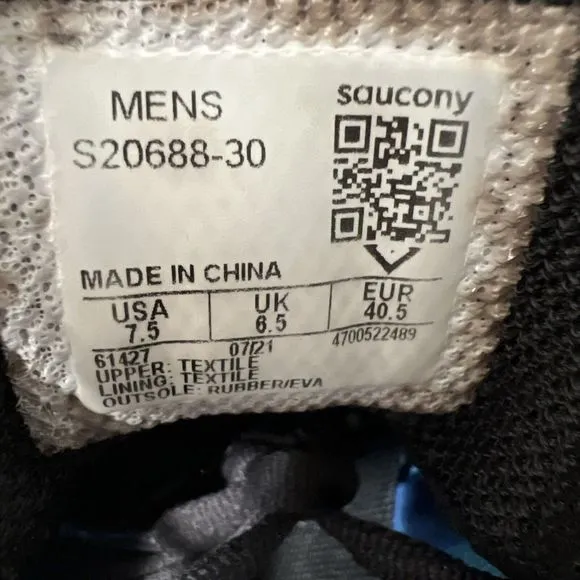 MENS
saucony
S20688-30
MADE IN CHINA
USA UK EUR
7.5 6.5 40.5
61427 07/21 4700522489
UPPER: TEXTILE
LINING: TEXTILE
OUTSOLE: RUBBER/EVA